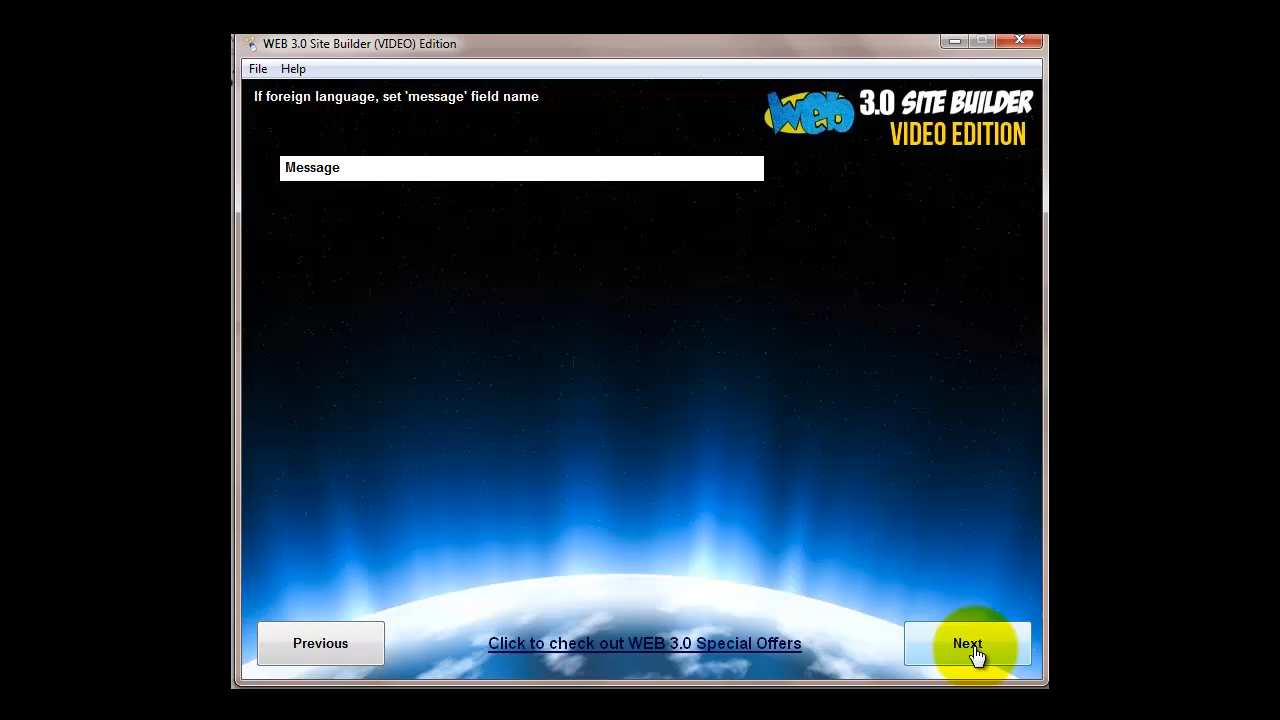 WEB 3.0 Site Builder (VIDEO) Edition
File Help
If foreign language, set 'message' field name
web 3.0 SITE BUILDER
VIDEO EDITION
Message
Previous
Click to check out WEB 3.0 Special Offers
Next